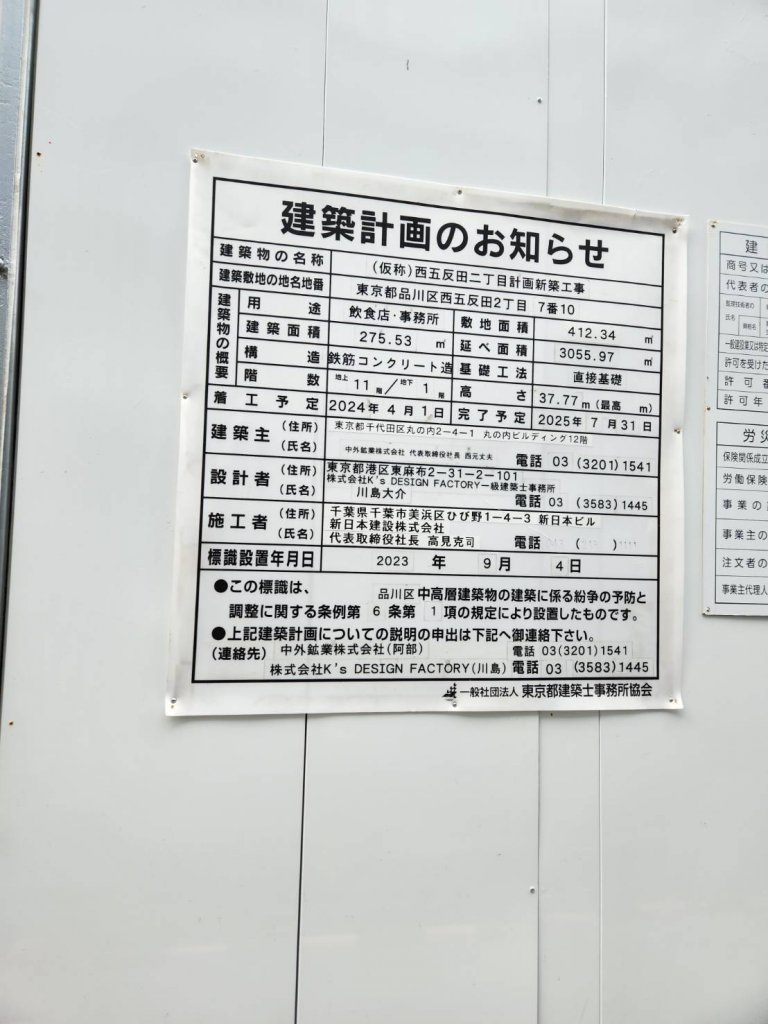 建築計画のお知らせ
建築物の名称 (仮称)西五反田二丁目計画新築工事
建築敷地の地名地番 東京都品川区西五反田2丁目 7番10
建築物の概要
用途 飲食店・事務所 敷地面積 412.34 ㎡
建築面積 275.53 ㎡ 延べ面積 3055.97 ㎡
構造 鉄筋コンクリート造 基礎工法 直接基礎
階数 地上 11 階/地下 1 階 高さ 37.77m(最高 m)
着工予定 2024年 4月 1日 完了予定 2025年 7月 31日
建築主 (住所) 東京都千代田区丸の内2-4-1 丸の内ビルディング12階
(氏名) 中外鉱業株式会社 代表取締役社長 西元丈夫 電話 03 (3201) 1541
設計者 (住所) 東京都港区東麻布2-31-2-101
株式会社K's DESIGN FACTORY一級建築士事務所
(氏名) 川島大介 電話 03 (3583) 1445
施工者 (住所) 千葉県千葉市美浜区ひび野1-4-3 新日本ビル
新日本建設株式会社
(氏名) 代表取締役社長 高見克司 電話
標識設置年月日 2023 年 9 月 4 日
●この標識は、 品川区 中高層建築物の建築に係る紛争の予防と
調整に関する条例第 6 条第 1 項の規定により設置したものです。
●上記建築計画についての説明の申出は下記へ御連絡下さい。
(連絡先) 中外鉱業株式会社(阿部) 電話 03(3201)1541
株式会社K's DESIGN FACTORY(川島) 電話 03 (3583)1445
一般社団法人 東京都建築士事務所協会
建
商号又は
代表者の
氏名
一般建設業又は特定
許可を受けた
許可番
許可年
労災
保険関係成立
労働保険
事業の
事業主の
注文者の
事業主代理人